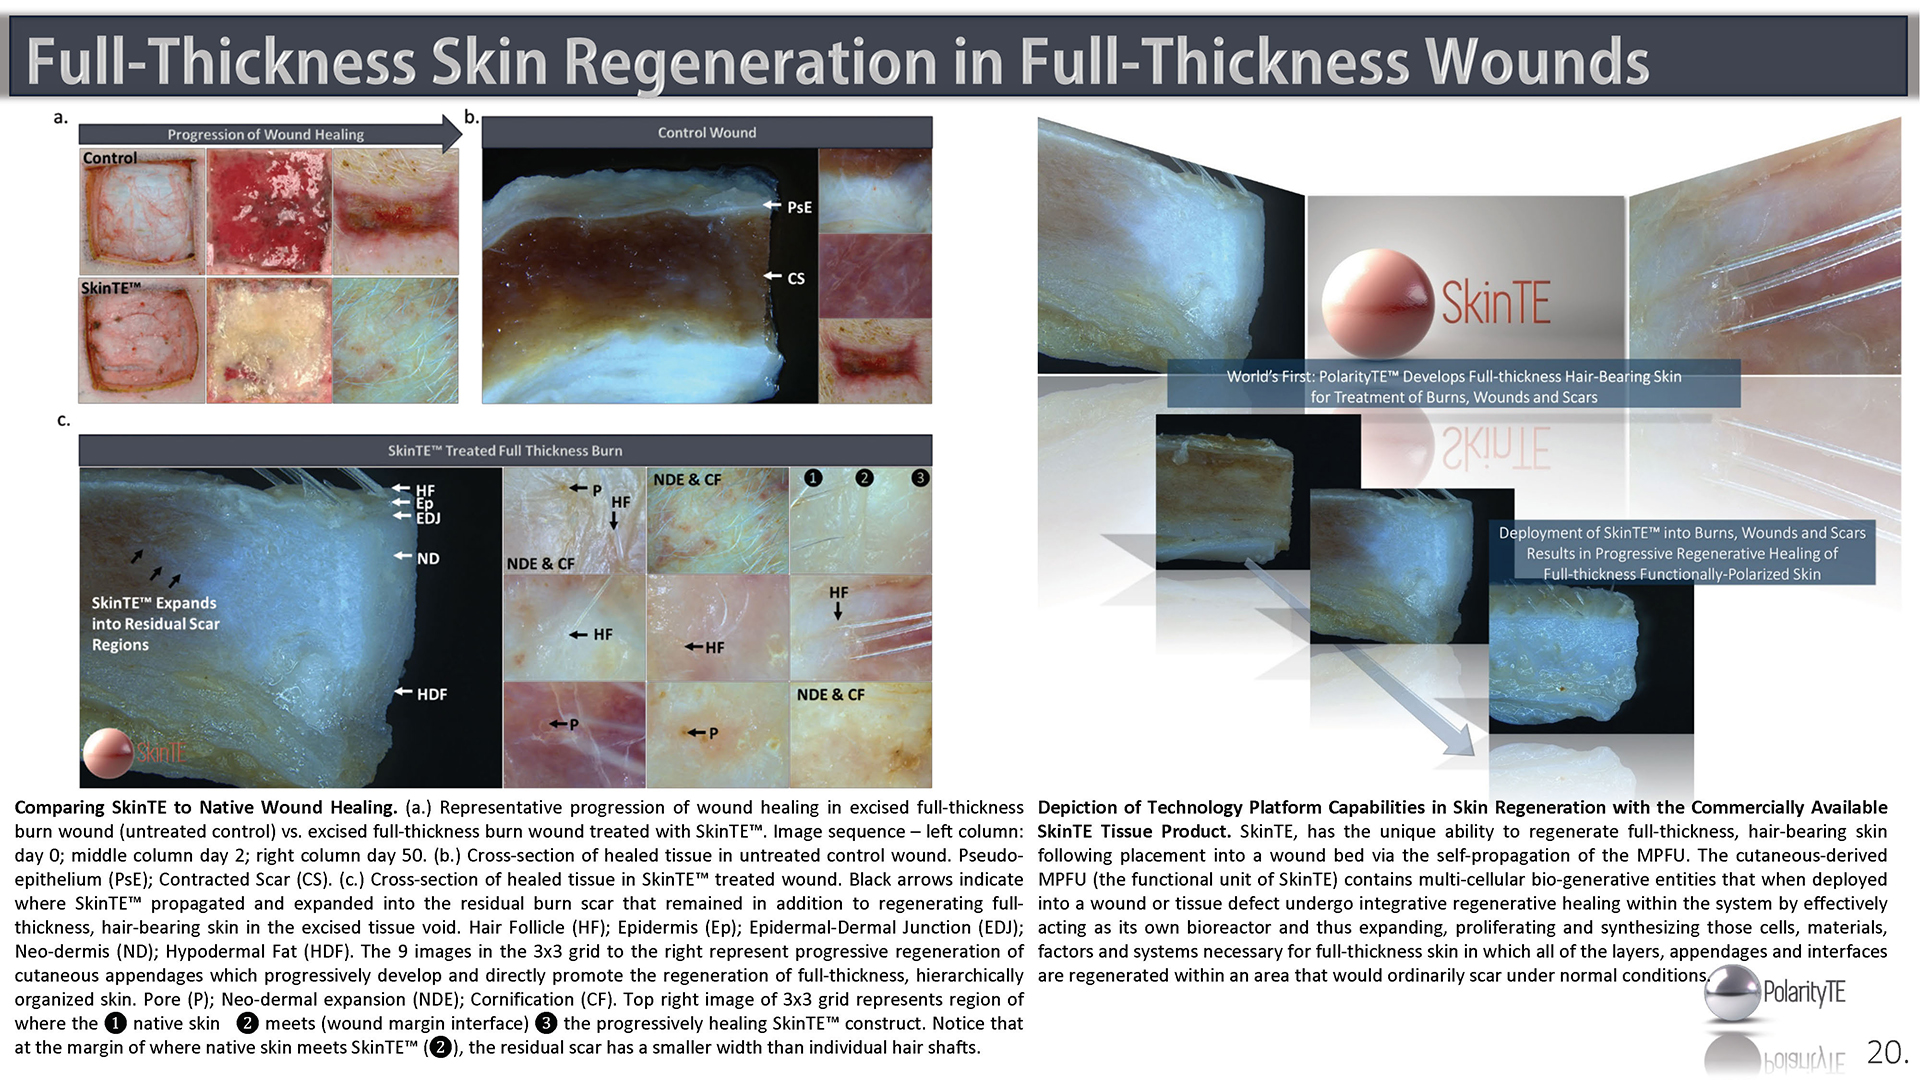 Full-Thickness Skin Regeneration in Full-Thickness Wounds
a.
Progression of Wound Healing
Control
SkinTE™
b.
Control Wound
PsE
CS
c.
SkinTE™ Treated Full Thickness Burn
HF
Ep
EDJ
ND
HDF
SkinTE™ Expands
into Residual Scar
Regions
SkinTE
P
HF
NDE & CF
NDE & CF
1 2 3
HF
HF
HF
P
P
NDE & CF
SkinTE
World's First: PolarityTE™ Develops Full-thickness Hair-Bearing Skin
for Treatment of Burns, Wounds and Scars
SkinTE
Deployment of SkinTE™ into Burns, Wounds and Scars
Results in Progressive Regenerative Healing of
Full-thickness Functionally-Polarized Skin
Comparing SkinTE to Native Wound Healing. (a.) Representative progression of wound healing in excised full-thickness
burn wound (untreated control) vs. excised full-thickness burn wound treated with SkinTE™. Image sequence – left column:
day 0; middle column day 2; right column day 50. (b.) Cross-section of healed tissue in untreated control wound. Pseudo-
epithelium (PsE); Contracted Scar (CS). (c.) Cross-section of healed tissue in SkinTE™ treated wound. Black arrows indicate
where SkinTE™ propagated and expanded into the residual burn scar that remained in addition to regenerating full-
thickness, hair-bearing skin in the excised tissue void. Hair Follicle (HF); Epidermis (Ep); Epidermal-Dermal Junction (EDJ);
Neo-dermis (ND); Hypodermal Fat (HDF). The 9 images in the 3x3 grid to the right represent progressive regeneration of
cutaneous appendages which progressively develop and directly promote the regeneration of full-thickness, hierarchically
organized skin. Pore (P); Neo-dermal expansion (NDE); Cornification (CF). Top right image of 3x3 grid represents region of
where the ❶ native skin ❷ meets (wound margin interface) ❸ the progressively healing SkinTE™ construct. Notice that
at the margin of where native skin meets SkinTE™ (❷), the residual scar has a smaller width than individual hair shafts.
Depiction of Technology Platform Capabilities in Skin Regeneration with the Commercially Available
SkinTE Tissue Product. SkinTE, has the unique ability to regenerate full-thickness, hair-bearing skin
following placement into a wound bed via the self-propagation of the MPFU. The cutaneous-derived
MPFU (the functional unit of SkinTE) contains multi-cellular bio-generative entities that when deployed
into a wound or tissue defect undergo integrative regenerative healing within the system by effectively
acting as its own bioreactor and thus expanding, proliferating and synthesizing those cells, materials,
factors and systems necessary for full-thickness skin in which all of the layers, appendages and interfaces
are regenerated within an area that would ordinarily scar under normal conditions.
PolarityTE
PolarityTE
20.